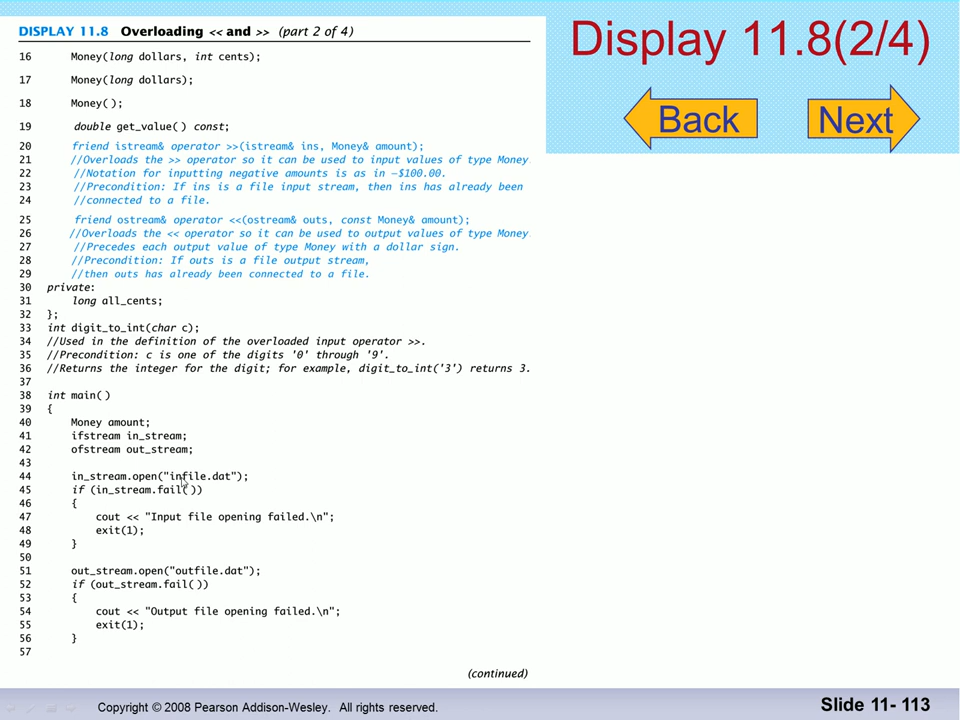 DISPLAY 11.8 Overloading << and >> (part 2 of 4)
16 Money(long dollars, int cents);
17 Money(long dollars);
18 Money( );
19 double get_value( ) const;
20 friend istream& operator >>(istream& ins, Money& amount);
21 //Overloads the >> operator so it can be used to input values of type Money
22 //Notation for inputting negative amounts is as in –$100.00.
23 //Precondition: If ins is a file input stream, then ins has already been
24 //connected to a file.
25 friend ostream& operator <<(ostream& outs, const Money& amount);
26 //Overloads the << operator so it can be used to output values of type Money
27 //Precedes each output value of type Money with a dollar sign.
28 //Precondition: If outs is a file output stream,
29 //then outs has already been connected to a file.
30 private:
31 long all_cents;
32 };
33 int digit_to_int(char c);
34 //Used in the definition of the overloaded input operator >>.
35 //Precondition: c is one of the digits '0' through '9'.
36 //Returns the integer for the digit; for example, digit_to_int('3') returns 3.
37
38 int main( )
39 {
40 Money amount;
41 ifstream in_stream;
42 ofstream out_stream;
43
44 in_stream.open("infile.dat");
45 if (in_stream.fail( ))
46 {
47 cout << "Input file opening failed.\n";
48 exit(1);
49 }
50
51 out_stream.open("outfile.dat");
52 if (out_stream.fail( ))
53 {
54 cout << "Output file opening failed.\n";
55 exit(1);
56 }
57
(continued)
Display 11.8(2/4)
Back
Next
Copyright © 2008 Pearson Addison-Wesley. All rights reserved.
Slide 11- 113